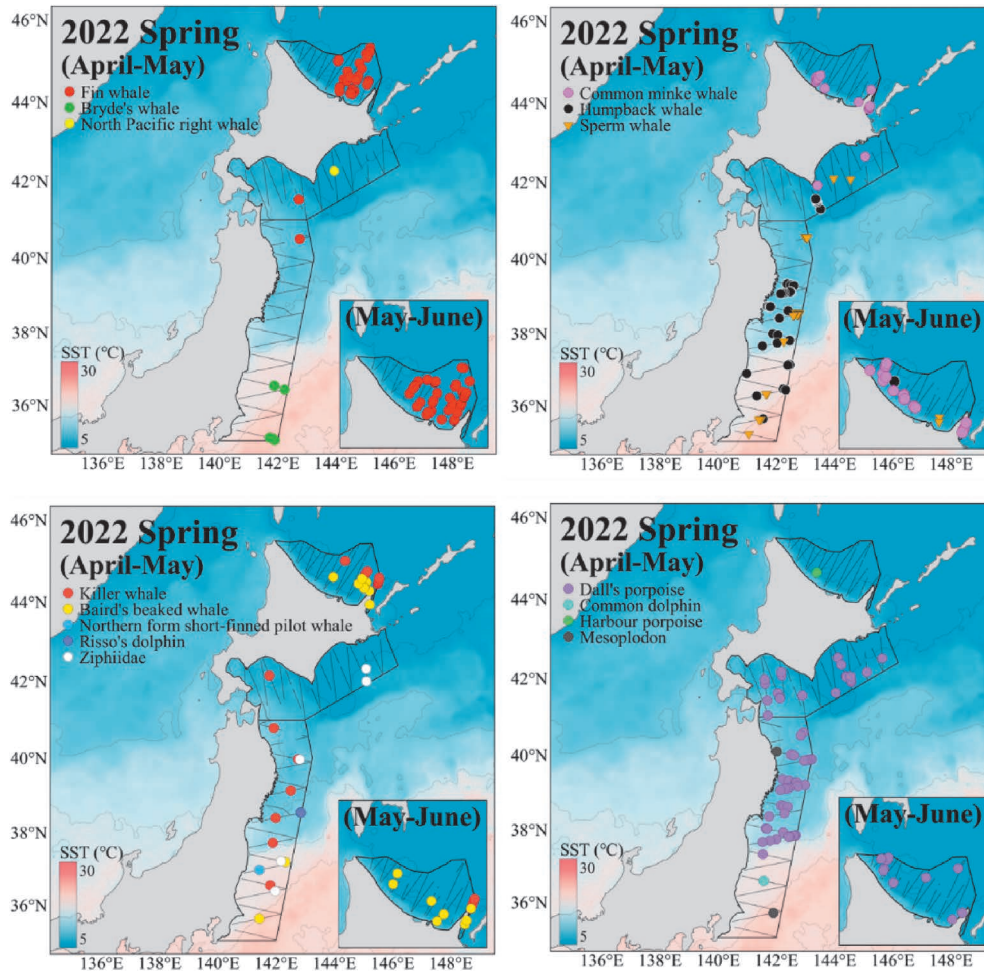 2022 Spring
(April-May)
Fin whale
Bryde's whale
North Pacific right whale
(May-June)
SST (℃)
30
5
46°N
44°N
42°N
40°N
38°N
36°N
136°E 138°E 140°E 142°E 144°E 146°E 148°E
2022 Spring
(April-May)
Common minke whale
Humpback whale
Sperm whale
(May-June)
SST (℃)
30
5
46°N
44°N
42°N
40°N
38°N
36°N
136°E 138°E 140°E 142°E 144°E 146°E 148°E
2022 Spring
(April-May)
Killer whale
Baird's beaked whale
Northern form short-finned pilot whale
Risso's dolphin
Ziphiidae
(May-June)
SST (℃)
30
5
46°N
44°N
42°N
40°N
38°N
36°N
136°E 138°E 140°E 142°E 144°E 146°E 148°E
2022 Spring
(April-May)
Dall's porpoise
Common dolphin
Harbour porpoise
Mesoplodon
(May-June)
SST (℃)
30
5
46°N
44°N
42°N
40°N
38°N
36°N
136°E 138°E 140°E 142°E 144°E 146°E 148°E